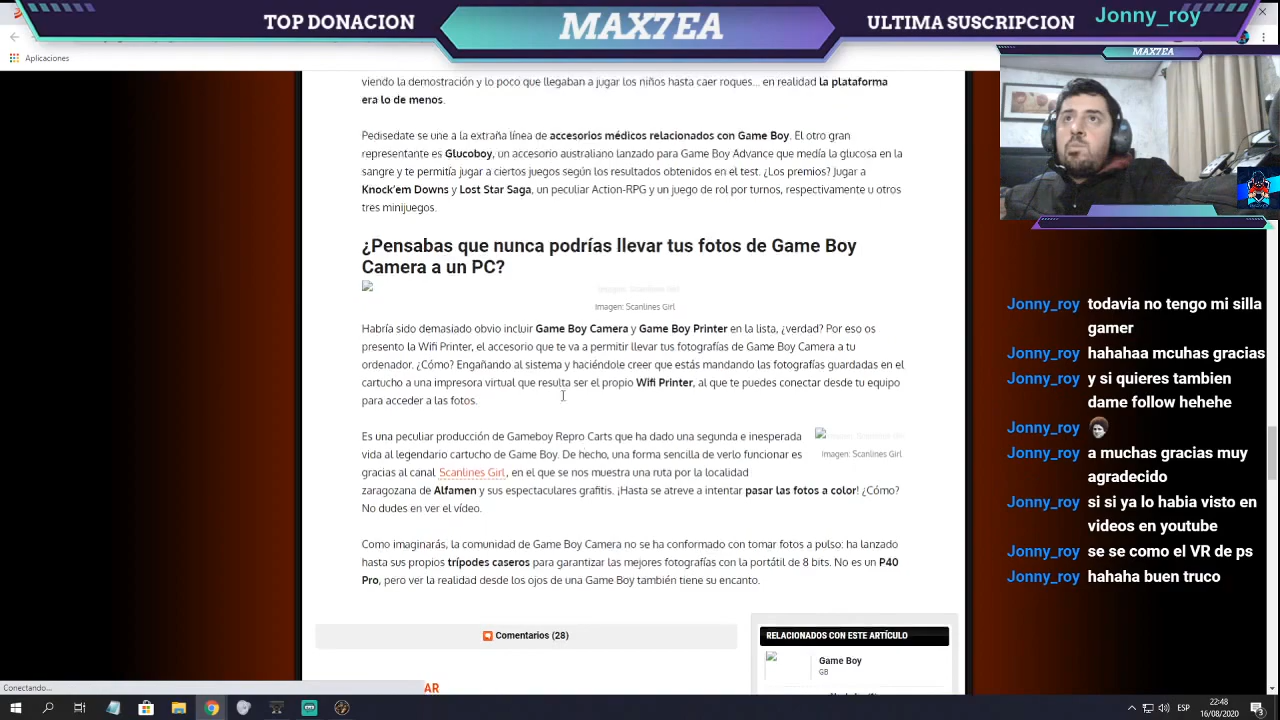 TOP DONACION
MAX7EA
ULTIMA SUSCRIPCION
Jonny_roy
Aplicaciones
MAX7EA
viendo la demostración y lo poco que llegaban a jugar los niños hasta caer roques... en realidad la plataforma
era lo de menos.
Pedisedate se une a la extraña línea de accesorios médicos relacionados con Game Boy. El otro gran
representante es Glucoboy, un accesorio australiano lanzado para Game Boy Advance que medía la glucosa en la
sangre y te permitía jugar a ciertos juegos según los resultados obtenidos en el test. ¿Los premios? Jugar a
Knock'em Downs y Lost Star Saga, un peculiar Action-RPG y un juego de rol por turnos, respectivamente u otros
tres minijuegos.
¿Pensabas que nunca podrías llevar tus fotos de Game Boy
Camera a un PC?
Imagen: Scanlines Girl
Imagen: Scanlines Girl
Habría sido demasiado obvio incluir Game Boy Camera y Game Boy Printer en la lista, ¿verdad? Por eso os
presento la Wifi Printer, el accesorio que te va a permitir llevar tus fotografías de Game Boy Camera a tu
ordenador. ¿Cómo? Engañando al sistema y haciéndole creer que estás mandando las fotografías guardadas en el
cartucho a una impresora virtual que resulta ser el propio Wifi Printer, al que te puedes conectar desde tu equipo
para acceder a las fotos.
Es una peculiar producción de Gameboy Repro Carts que ha dado una segunda e inesperada
vida al legendario cartucho de Game Boy. De hecho, una forma sencilla de verlo funcionar es
gracias al canal Scanlines Girl, en el que se nos muestra una ruta por la localidad
zaragozana de Alfamen y sus espectaculares grafitis. ¡Hasta se atreve a intentar pasar las fotos a color! ¿Cómo?
No dudes en ver el vídeo.
Imagen: Scanlines Girl
Como imaginarás, la comunidad de Game Boy Camera no se ha conformado con tomar fotos a pulso: ha lanzado
hasta sus propios trípodes caseros para garantizar las mejores fotografías con la portátil de 8 bits. No es un P40
Pro, pero ver la realidad desde los ojos de una Game Boy también tiene su encanto.
Comentarios (28)
RELACIONADOS CON ESTE ARTÍCULO
Game Boy
GB
AR
Conectando...
Jonny_roy todavia no tengo mi silla
gamer
Jonny_roy hahahaa mcuhas gracias
Jonny_roy y si quieres tambien
dame follow hehehe
Jonny_roy
Jonny_roy a muchas gracias muy
agradecido
Jonny_roy si si ya lo habia visto en
videos en youtube
Jonny_roy se se como el VR de ps
Jonny_roy hahaha buen truco
ESP
22:48
16/08/2020
3